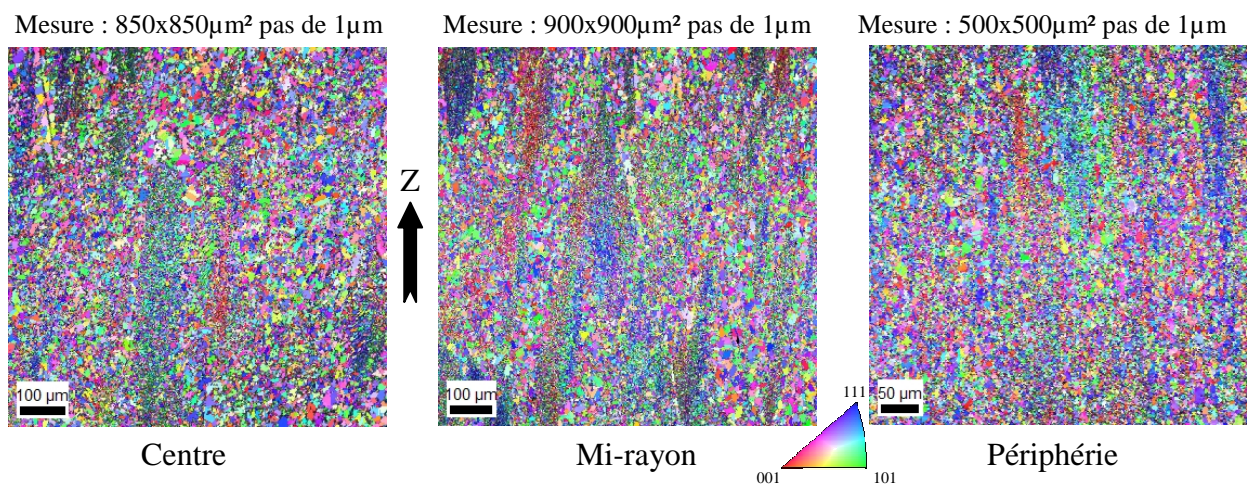 Mesure : 850x850µm² pas de 1µm
Mesure : 900x900µm² pas de 1µm
Mesure : 500x500µm² pas de 1µm
Z
100 µm
100 µm
50 µm
111
001
101
Centre
Mi-rayon
Périphérie